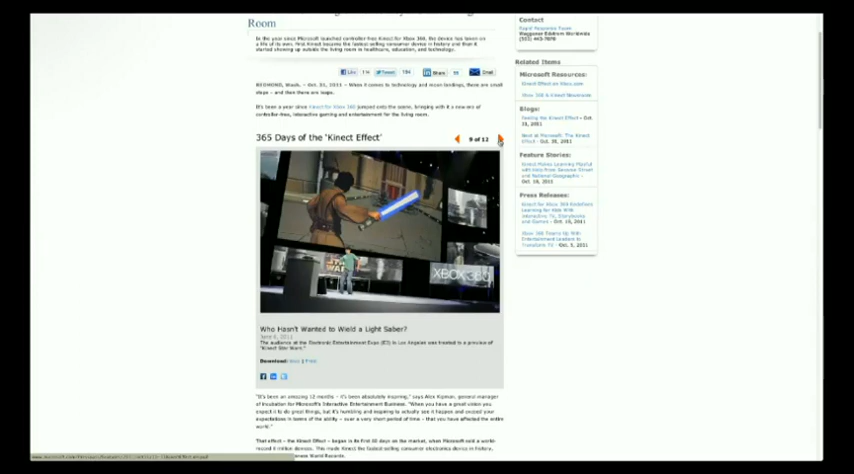 Room
In the year since Microsoft launched controller-free Kinect for Xbox 360, the device has taken on
a life of its own. First Kinect became the fastest-selling consumer device in history and then it
started showing up outside the living room in healthcare, education, and technology.
Like
Tweet
Share
Email
REDMOND, Wash. – Oct. 31, 2011 – When it comes to technology and moon landings, there are small
steps – and then there are leaps.
It's been a year since Kinect for Xbox 360 jumped onto the scene, bringing with it a new era of
controller-free, interactive gaming and entertainment for the living room.
365 Days of the 'Kinect Effect'
9 of 12
STAR WARS
XBOX 360
Who Hasn't Wanted to Wield a Light Saber?
The audience at the Electronic Entertainment Expo (E3) in Los Angeles was treated to a preview of
"Kinect Star Wars."
Download: Web | Print
"It's been an amazing 12 months – it's been absolutely inspiring," says Alex Kipman, general manager
of incubation for Microsoft's Interactive Entertainment Business. "When you have a great vision you
expect it to do great things, but it's humbling and inspiring to actually see it happen and exceed your
expectations in terms of the ability – over a very short period of time – that you have affected the entire
world."
That effect – the Kinect Effect – began in its first 60 days on the market, when Microsoft sold a world-
record 8 million devices. This made Kinect the fastest-selling consumer electronics device in history,
World Records.
Contact
Rapid Response Team
Waggener Edstrom Worldwide
Related Items
Microsoft Resources:
Kinect Effect on Xbox.com
Xbox 360 & Kinect Newsroom
Blogs:
Feeling the Kinect Effect - Oct.
31, 2011
Next at Microsoft: The Kinect
Effect - Oct. 30, 2011
Feature Stories:
Kinect Makes Learning Playful
with Help from Sesame Street
and National Geographic -
Oct. 18, 2011
Press Releases:
Kinect for Xbox 360 Redefines
Learning for Kids With
Interactive TV, Storybooks
and Games - Oct. 18, 2011
Xbox 360 Teams Up With
Entertainment Leaders to
Transform TV - Oct. 5, 2011